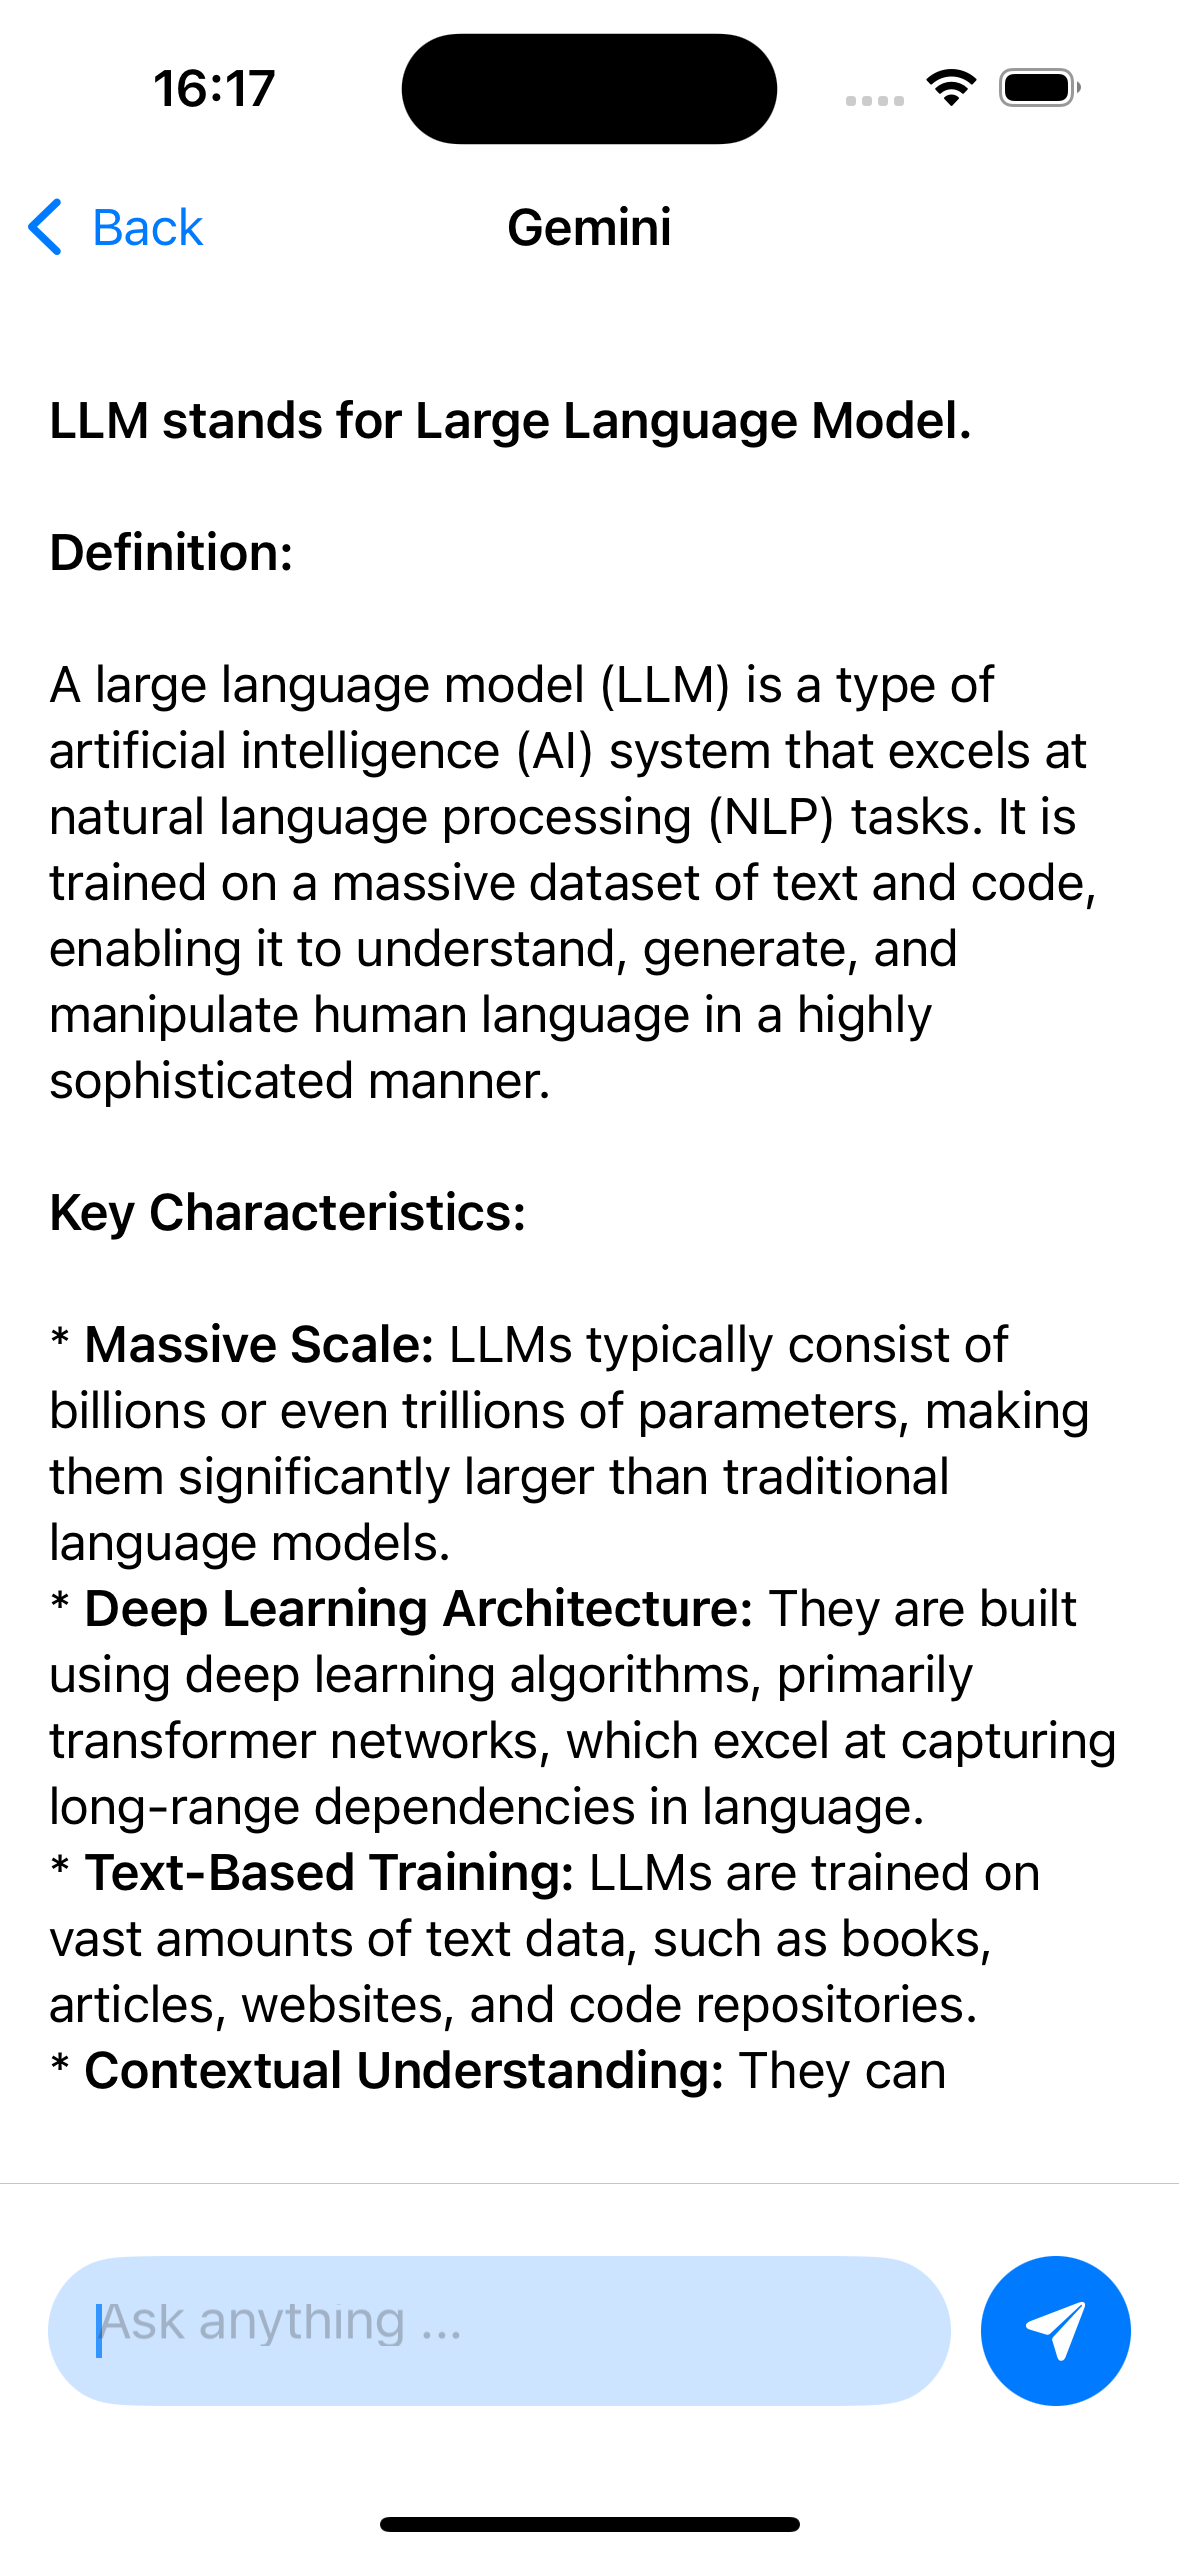 16:17
Back
Gemini
LLM stands for Large Language Model.
Definition:
A large language model (LLM) is a type of
artificial intelligence (AI) system that excels at
natural language processing (NLP) tasks. It is
trained on a massive dataset of text and code,
enabling it to understand, generate, and
manipulate human language in a highly
sophisticated manner.
Key Characteristics:
* Massive Scale: LLMs typically consist of
billions or even trillions of parameters, making
them significantly larger than traditional
language models.
* Deep Learning Architecture: They are built
using deep learning algorithms, primarily
transformer networks, which excel at capturing
long-range dependencies in language.
* Text-Based Training: LLMs are trained on
vast amounts of text data, such as books,
articles, websites, and code repositories.
* Contextual Understanding: They can
Ask anything ...